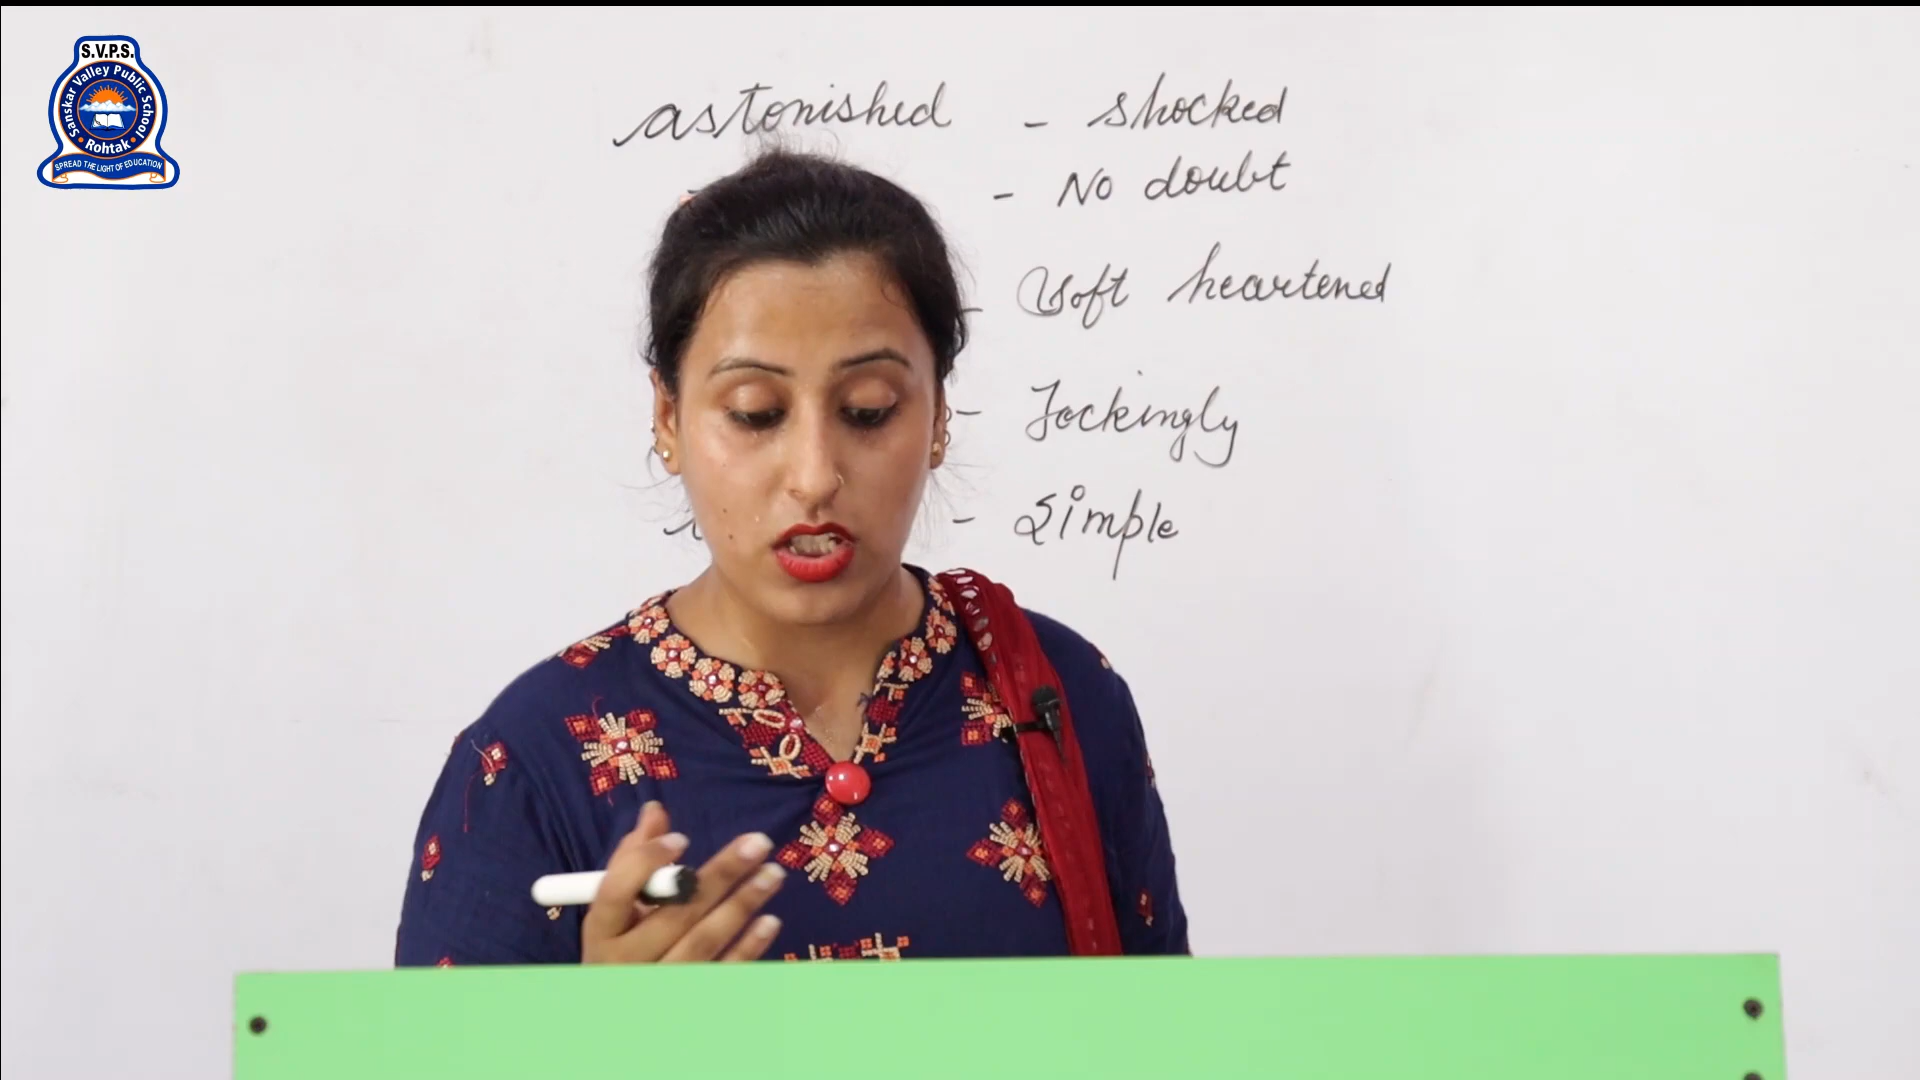 S.V.P.S.
Sanskar Valley Public School
Rohtak
SPREAD THE LIGHT OF EDUCATION
astonished - shocked
- No doubt
- Soft heartened
- Jockingly
- Simple